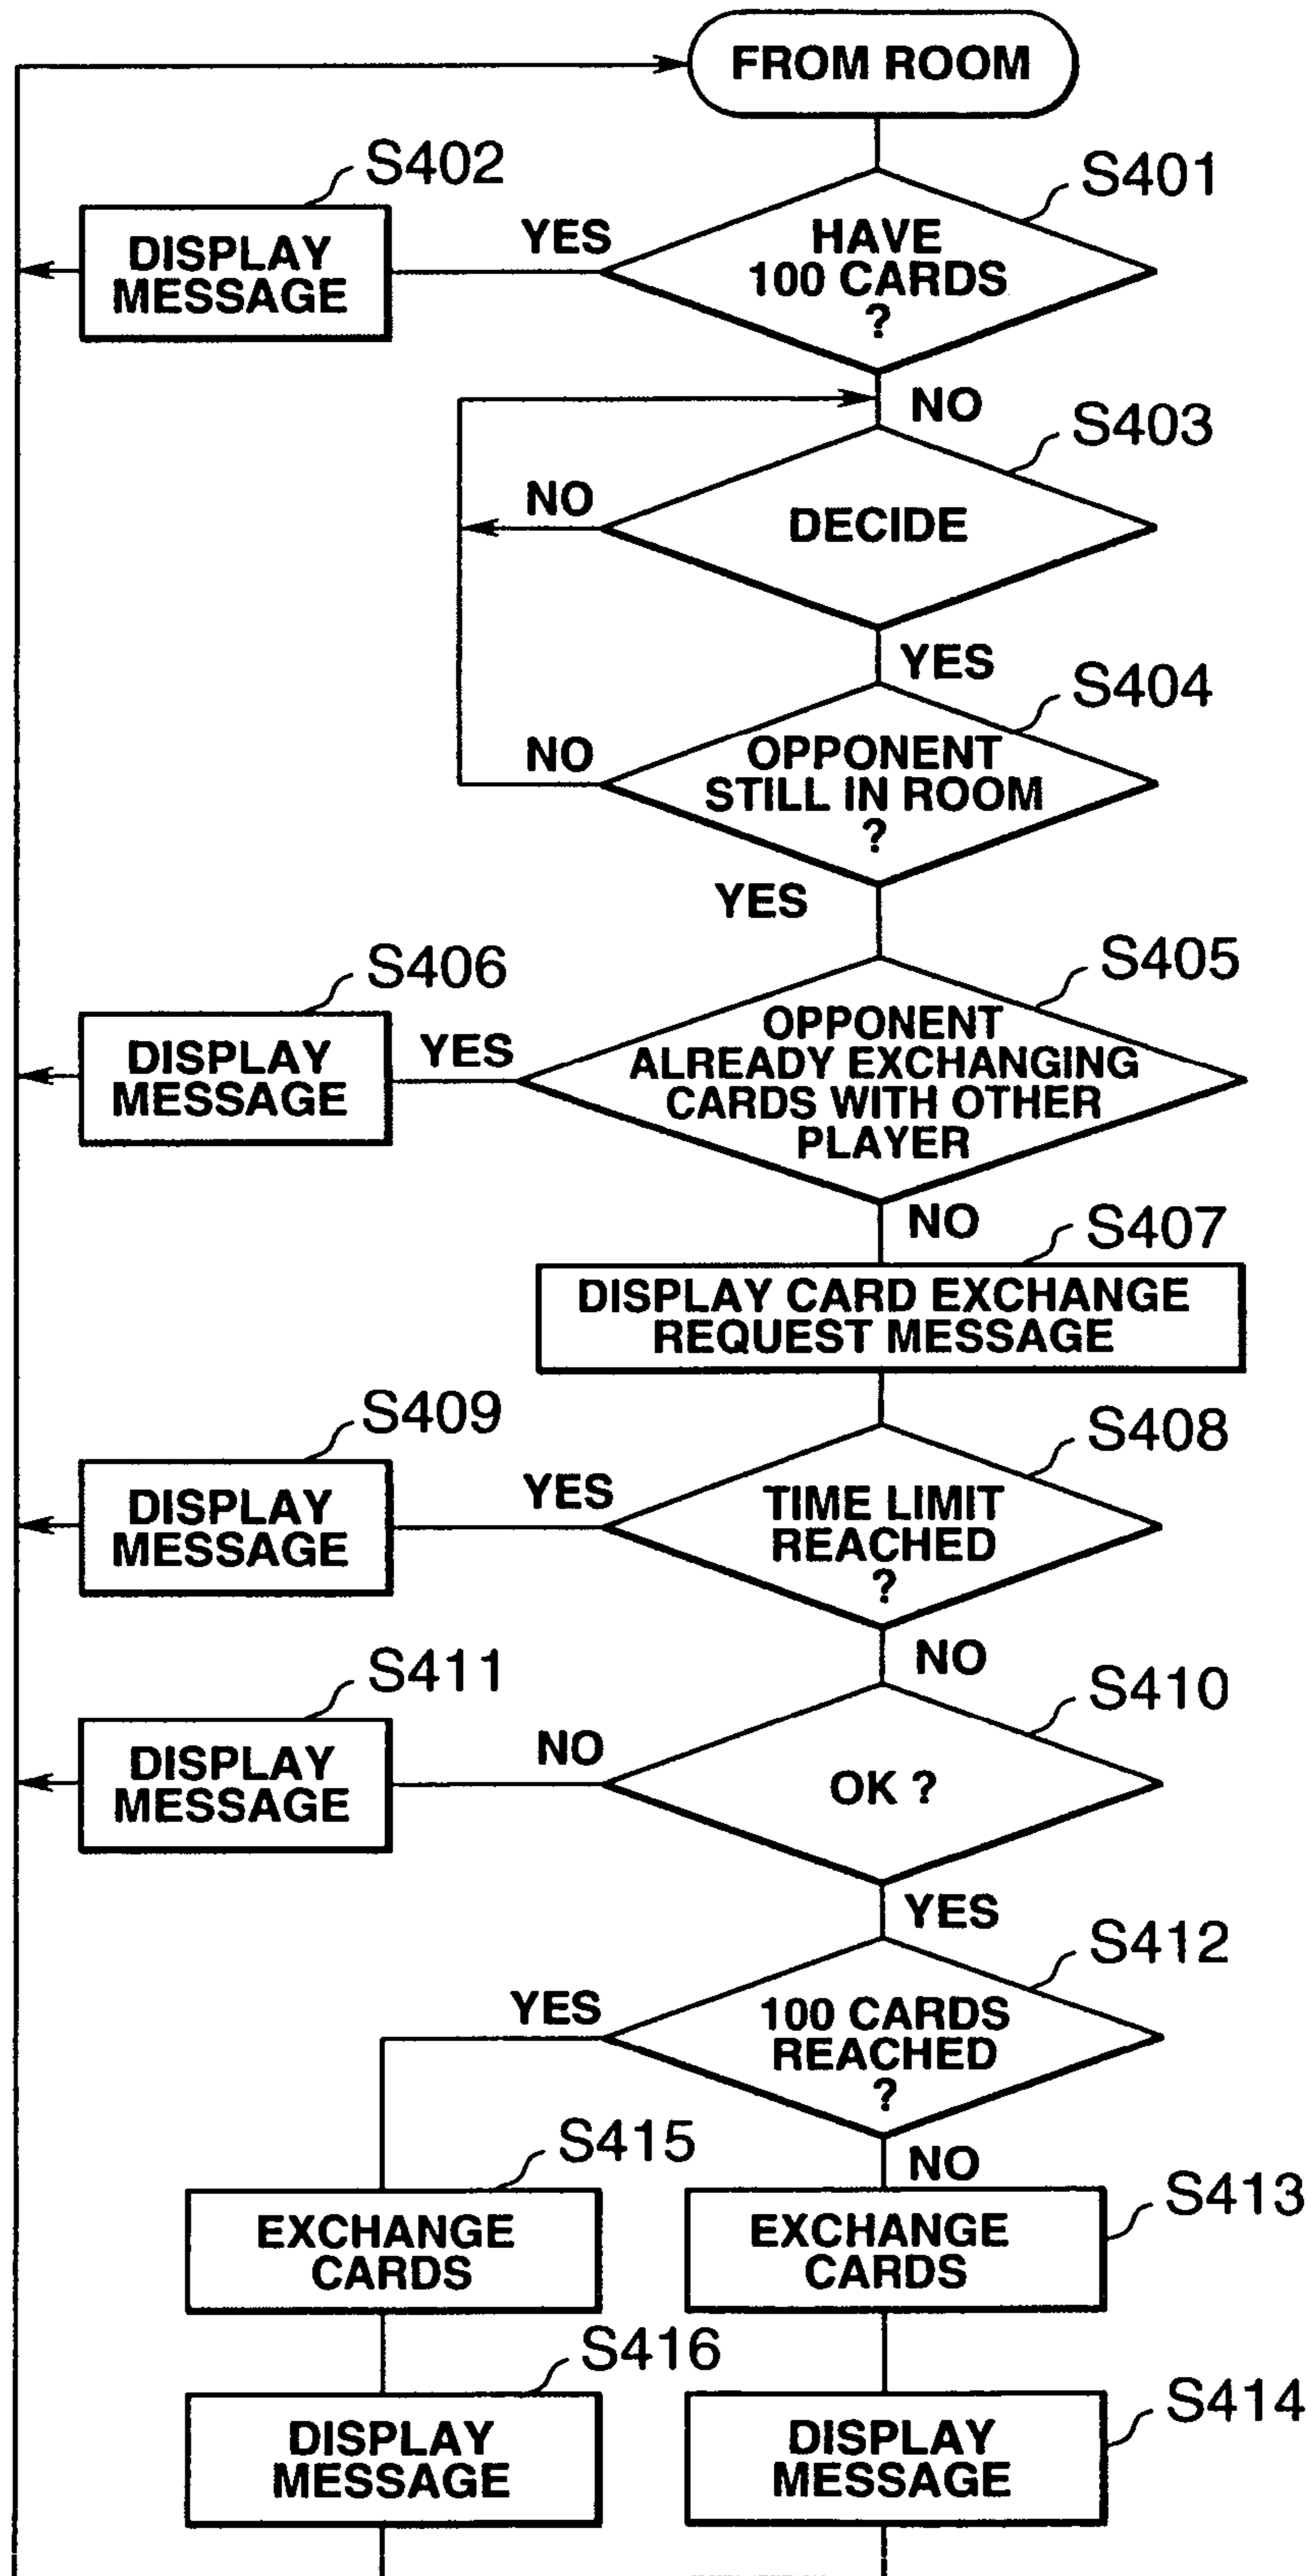 FROM ROOM
S402
S401
DISPLAY
MESSAGE
YES
HAVE
100 CARDS
?
NO
S403
NO
DECIDE
YES
S404
NO
OPPONENT
STILL IN ROOM
?
YES
S406
S405
DISPLAY
MESSAGE
YES
OPPONENT
ALREADY EXCHANGING
CARDS WITH OTHER
PLAYER
NO
S407
DISPLAY CARD EXCHANGE
REQUEST MESSAGE
S409
S408
DISPLAY
MESSAGE
YES
TIME LIMIT
REACHED
?
NO
S411
S410
DISPLAY
MESSAGE
NO
OK ?
YES
S412
YES
100 CARDS
REACHED
?
S415
NO
S413
EXCHANGE
CARDS
EXCHANGE
CARDS
S416
S414
DISPLAY
MESSAGE
DISPLAY
MESSAGE